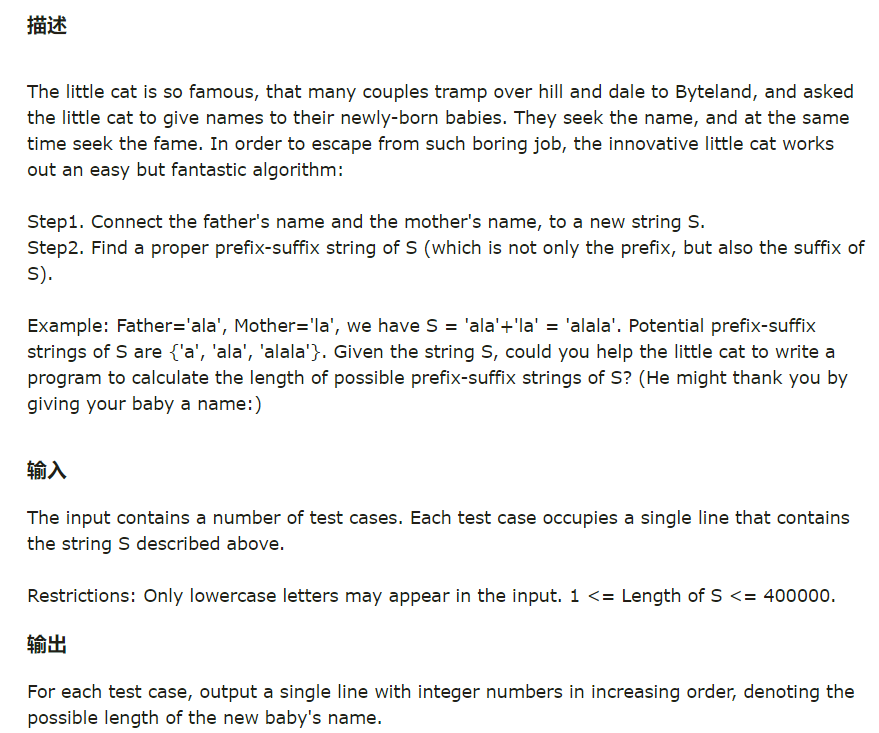 描述
The little cat is so famous, that many couples tramp over hill and dale to Byteland, and asked
the little cat to give names to their newly-born babies. They seek the name, and at the same
time seek the fame. In order to escape from such boring job, the innovative little cat works
out an easy but fantastic algorithm:
Step1. Connect the father's name and the mother's name, to a new string S.
Step2. Find a proper prefix-suffix string of S (which is not only the prefix, but also the suffix of
S).
Example: Father='ala', Mother='la', we have S = 'ala'+'la' = 'alala'. Potential prefix-suffix
strings of S are {'a', 'ala', 'alala'}. Given the string S, could you help the little cat to write a
program to calculate the length of possible prefix-suffix strings of S? (He might thank you by
giving your baby a name:)
输入
The input contains a number of test cases. Each test case occupies a single line that contains
the string S described above.
Restrictions: Only lowercase letters may appear in the input. 1 <= Length of S <= 400000.
输出
For each test case, output a single line with integer numbers in increasing order, denoting the
possible length of the new baby's name.